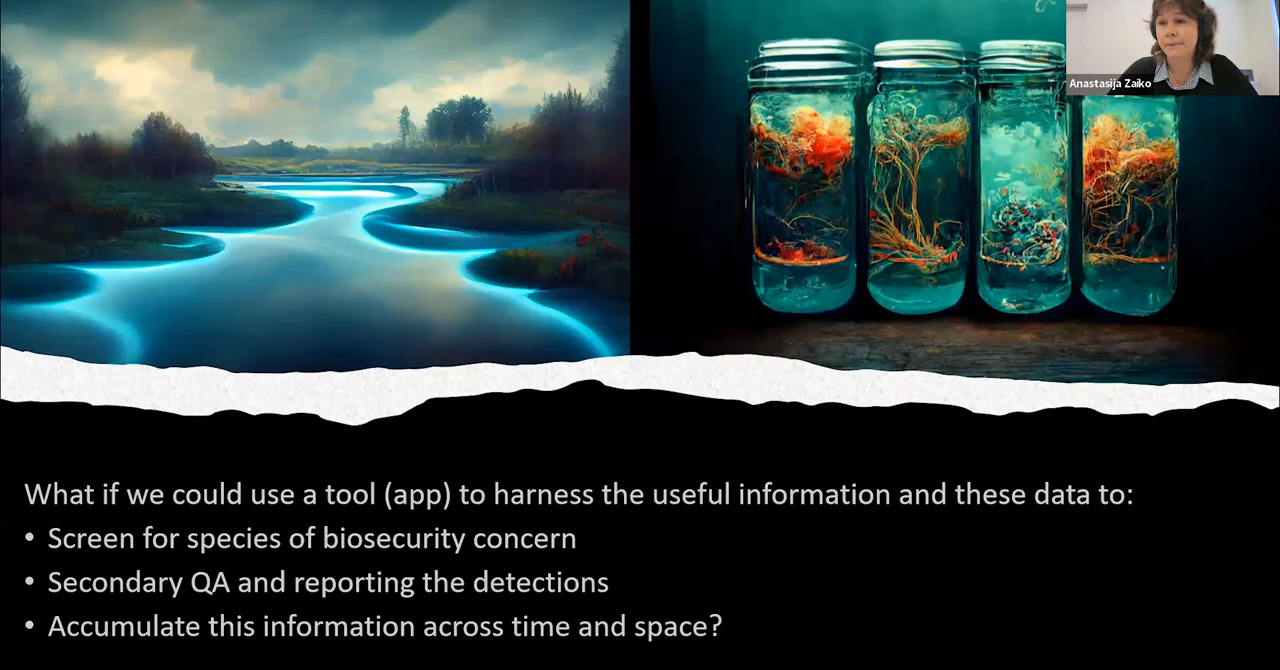 Anastasija Zaiko
What if we could use a tool (app) to harness the useful information and these data to:
• Screen for species of biosecurity concern
• Secondary QA and reporting the detections
• Accumulate this information across time and space?